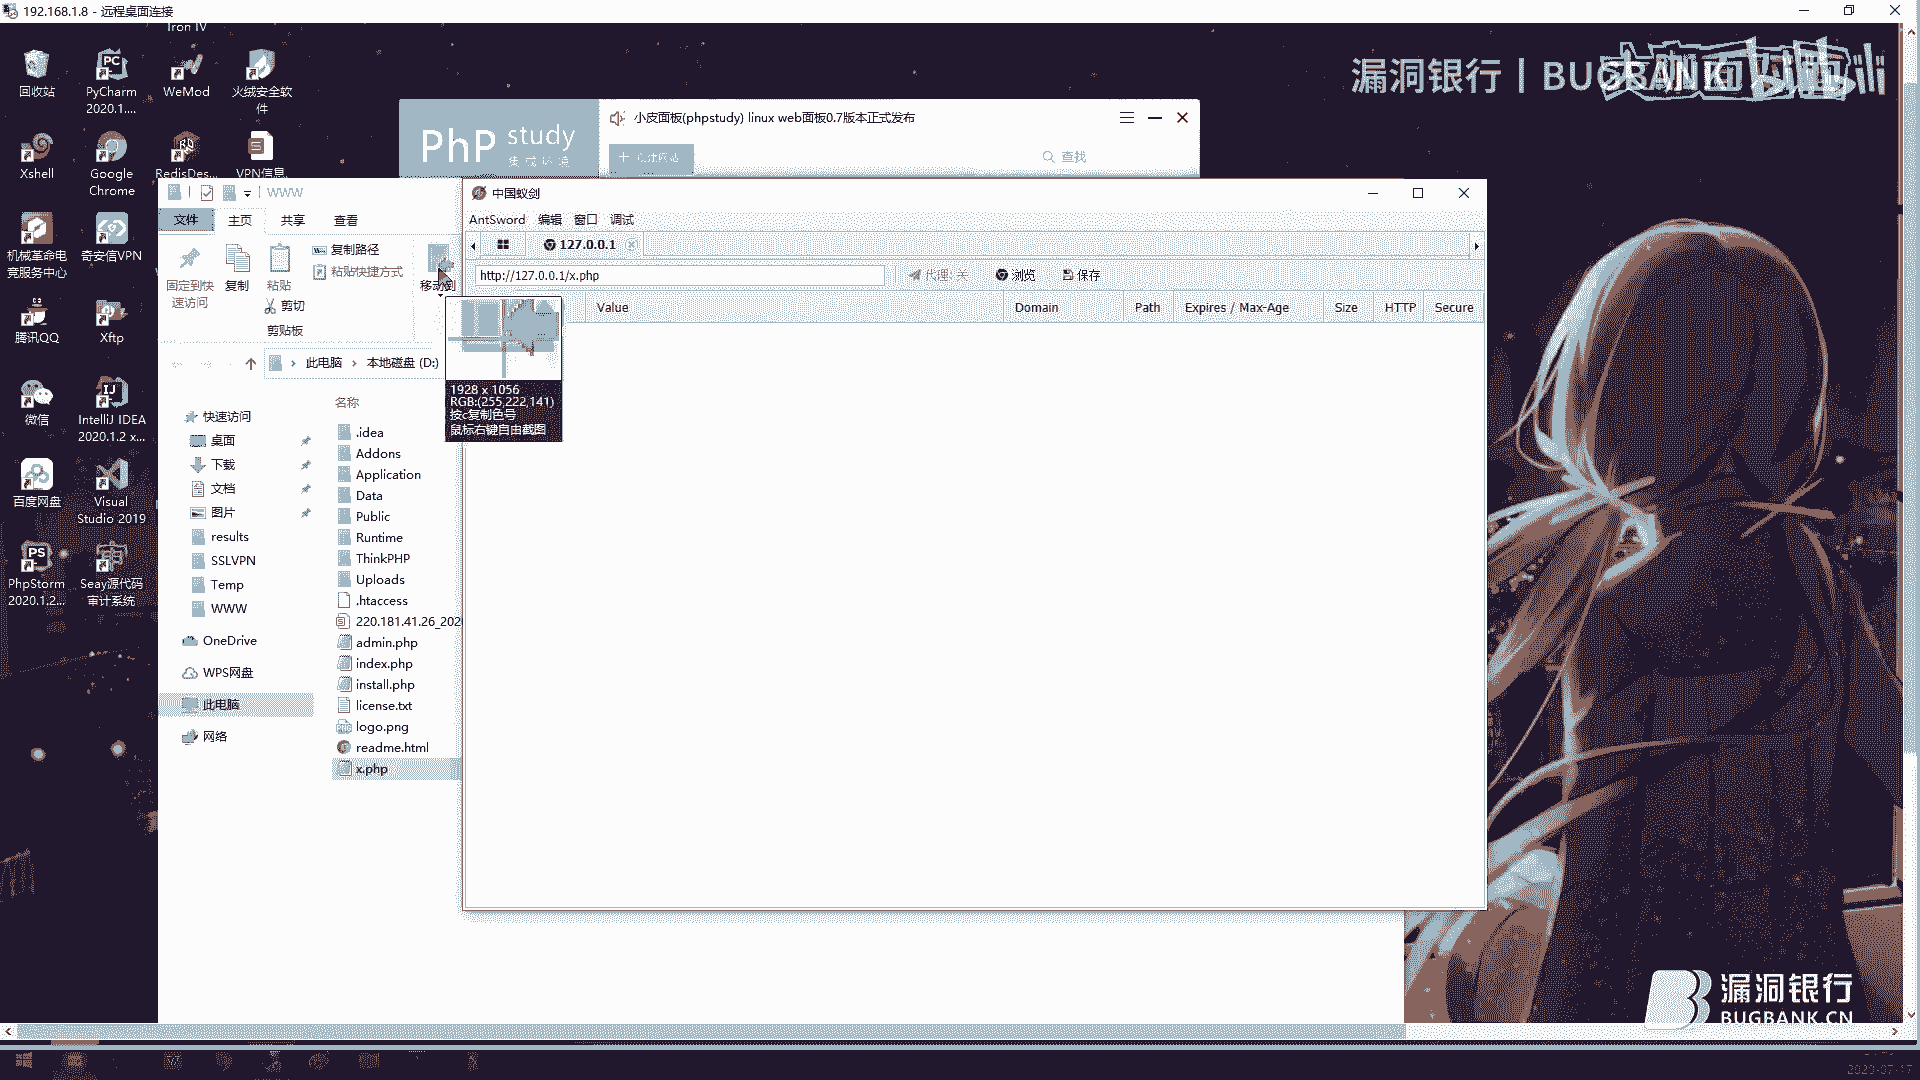 192.168.1.8 - 远程桌面连接
Iron IV
回收站
PyCharm
2020.1....
WeMod
火绒安全软
件
Xshell
Google
Chrome
RedisDes...
VPN信息.
机械革命电
竞服务中心
奇安信VPN
腾讯QQ
Xftp
微信
IntelliJ IDEA
2020.1.2 x...
百度网盘
Visual
Studio 2019
PhpStorm
2020.1.2...
Seay源代码
审计系统
漏洞银行丨BUGBANK
PhP study
集成环境
小皮面板(phpstudy) linux web面板0.7版本正式发布
查找
WWW
文件
主页
共享
查看
固定到快
速访问
复制
粘贴
复制路径
粘贴快捷方式
剪切
移动到
剪贴板
此电脑
本地磁盘 (D:)
名称
快速访问
桌面
下载
文档
图片
results
SSLVPN
Temp
WWW
OneDrive
WPS网盘
此电脑
网络
.idea
Addons
Application
Data
Public
Runtime
ThinkPHP
Uploads
.htaccess
220.181.41.26_202
admin.php
index.php
install.php
license.txt
logo.png
readme.html
x.php
中国蚁剑
AntSword 编辑 窗口 调试
127.0.0.1
http://127.0.0.1/x.php
代理: 关
浏览
保存
Value Domain Path Expires / Max-Age Size HTTP Secure
1928 x 1056
RGB:(255,222,141)
按c复制色号
鼠标右键自由截图
漏洞银行
BUGBANK.CN
2020-07-17